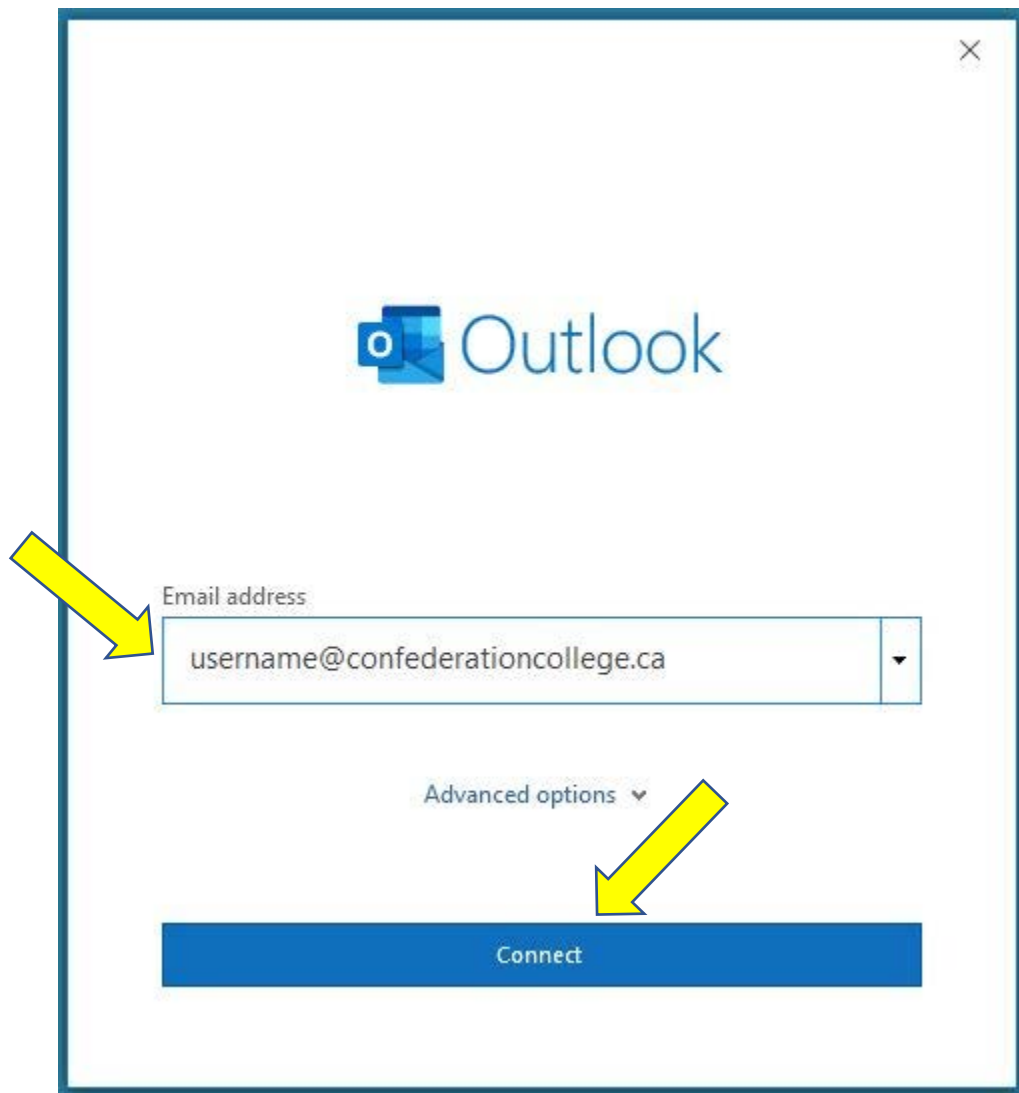 O Outlook
Email address
username@confederationcollege.ca
Advanced options
Connect